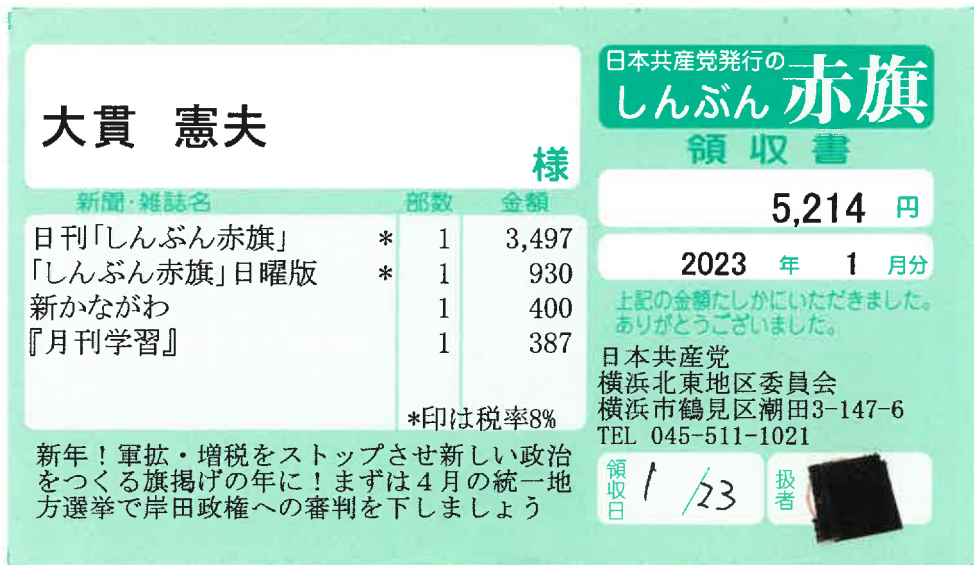 大貫 憲夫
様
新聞・雑誌名 部数 金額
日刊「しんぶん赤旗」 * 1 3,497
「しんぶん赤旗」日曜版 * 1 930
新かながわ 1 400
『月刊学習』 1 387
*印は税率8%
新年！軍拡・増税をストップさせ新しい政治
をつくる旗揚げの年に！まずは４月の統一地
方選挙で岸田政権への審判を下しましょう
日本共産党発行の
しんぶん 赤旗
領収書
5,214 円
2023 年 1 月分
上記の金額たしかにいただきました。
ありがとうございました。
日本共産党
横浜北東地区委員会
横浜市鶴見区潮田3-147-6
TEL 045-511-1021
領収日 1/23
扱者